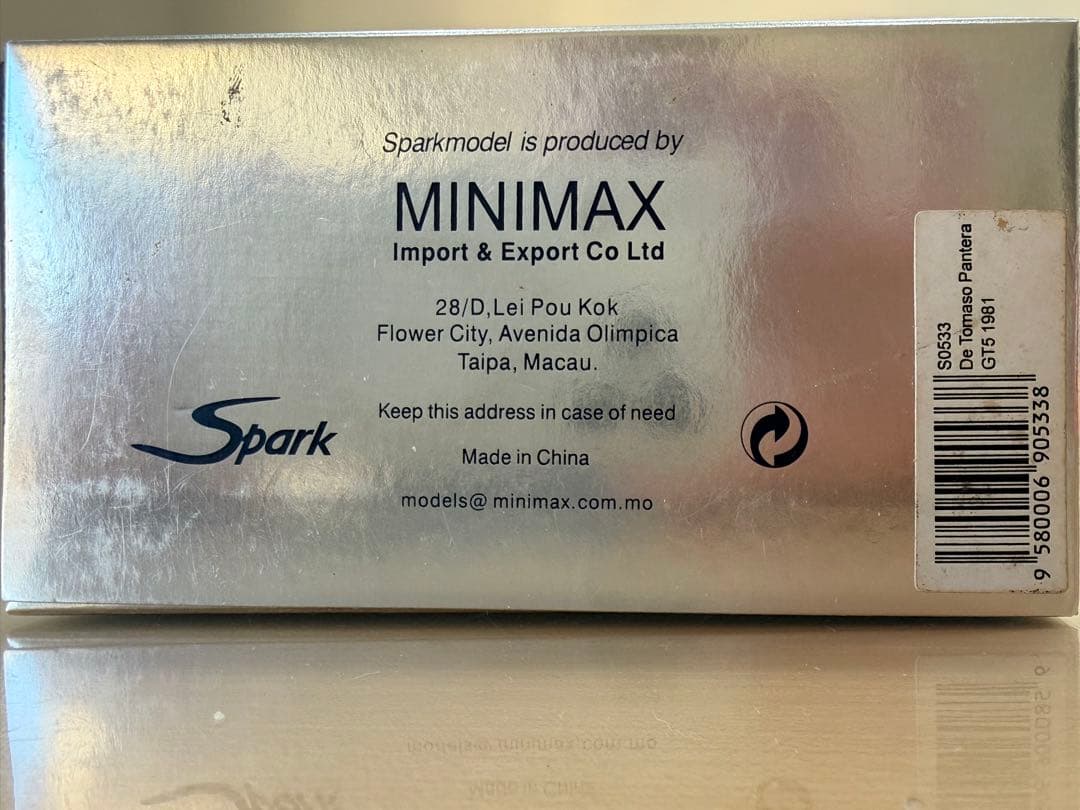 Sparkmodel is produced by
MINIMAX
Import & Export Co Ltd
28/D,Lei Pou Kok
Flower City, Avenida Olimpica
Taipa, Macau.
Keep this address in case of need
Spark
Made in China
models@ minimax.com.mo
S0533
De Tomaso Pantera
GT5 1981
9 580006 905338